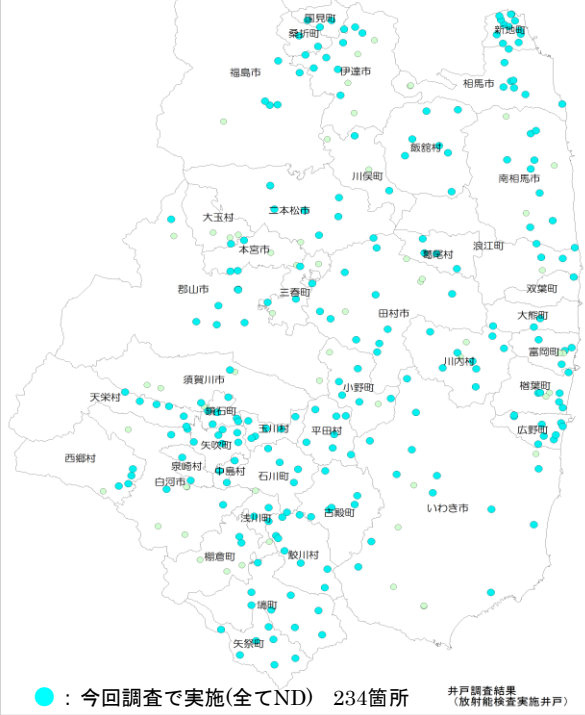 国見町
桑折町
新地町
福島市
伊達市
相馬市
飯舘村
川俣町
南相馬市
二本松市
大玉村
本宮市
浪江町
葛尾村
双葉町
郡山市
三春町
田村市
大熊町
富岡町
川内村
須賀川市
小野町
楢葉町
天栄村
鏡石町
玉川村
平田村
広野町
矢吹町
西郷村
泉崎村
中島村
石川町
白河市
いわき市
古殿町
浅川町
棚倉町
鮫川村
塙町
矢祭町
：今回調査で実施(全てND) 234箇所
井戸調査結果
（放射能検査実施井戸）